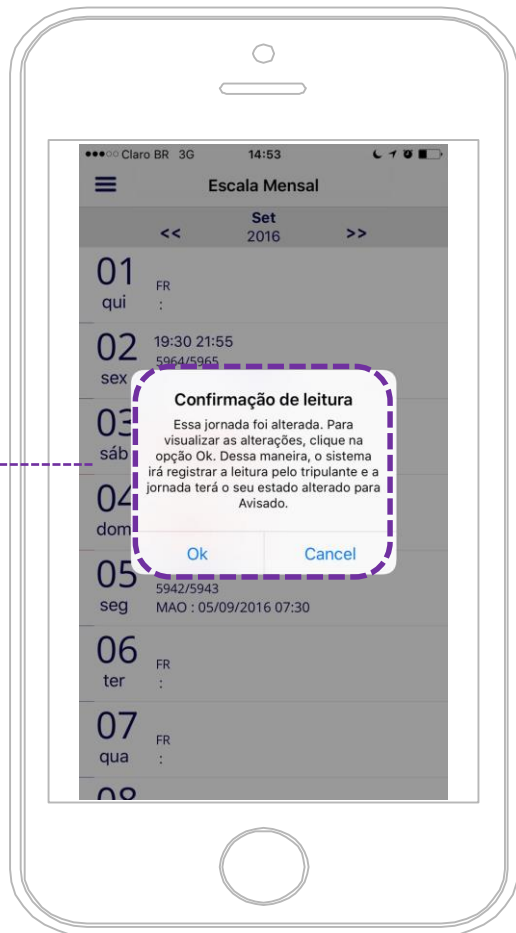 Claro BR 3G 14:53
Escala Mensal
Set
<< 2016 >>
01
qui
FR
:
02
sex
19:30 21:55
5964/5965
03
sáb
Confirmação de leitura
Essa jornada foi alterada. Para
visualizar as alterações, clique na
opção Ok. Dessa maneira, o sistema
irá registrar a leitura pelo tripulante e a
jornada terá o seu estado alterado para
Avisado.
Ok Cancel
04
dom
05
seg
5942/5943
MAO : 05/09/2016 07:30
06
ter
FR
:
07
qua
FR
:
08